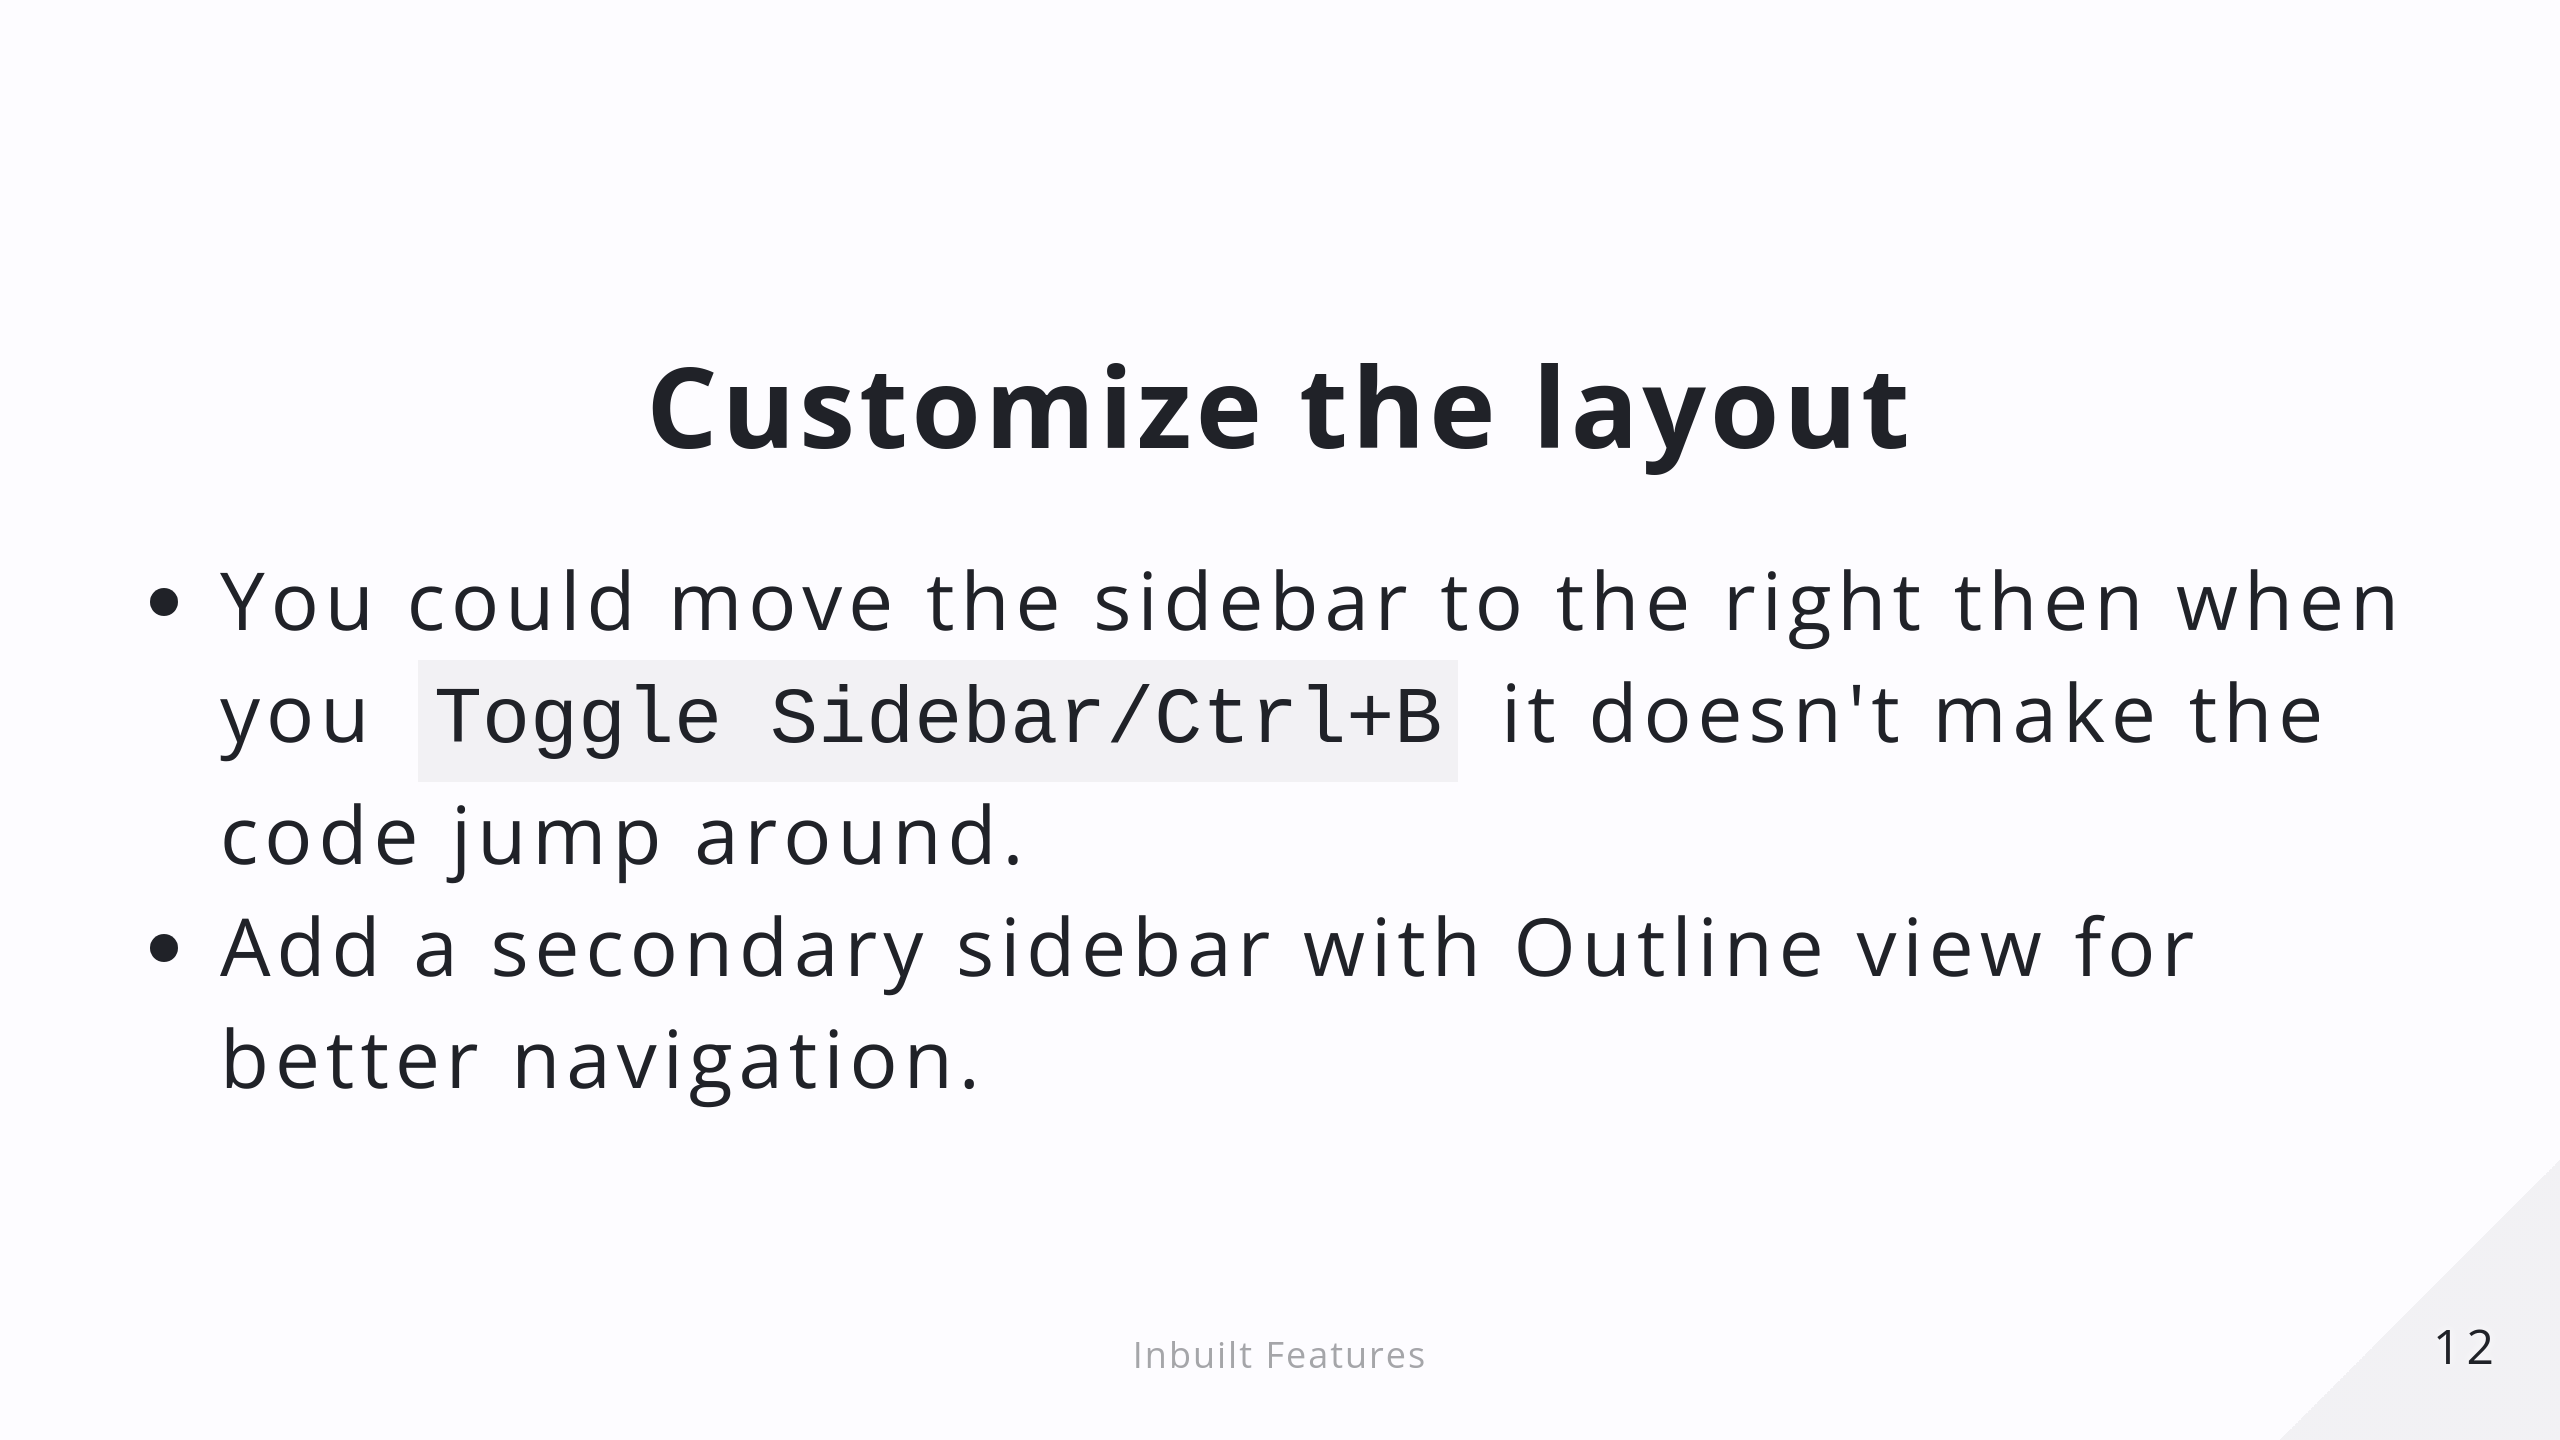 Customize the layout
• You could move the sidebar to the right then when
you Toggle Sidebar/Ctrl+B it doesn't make the
code jump around.
• Add a secondary sidebar with Outline view for
better navigation.
Inbuilt Features
12